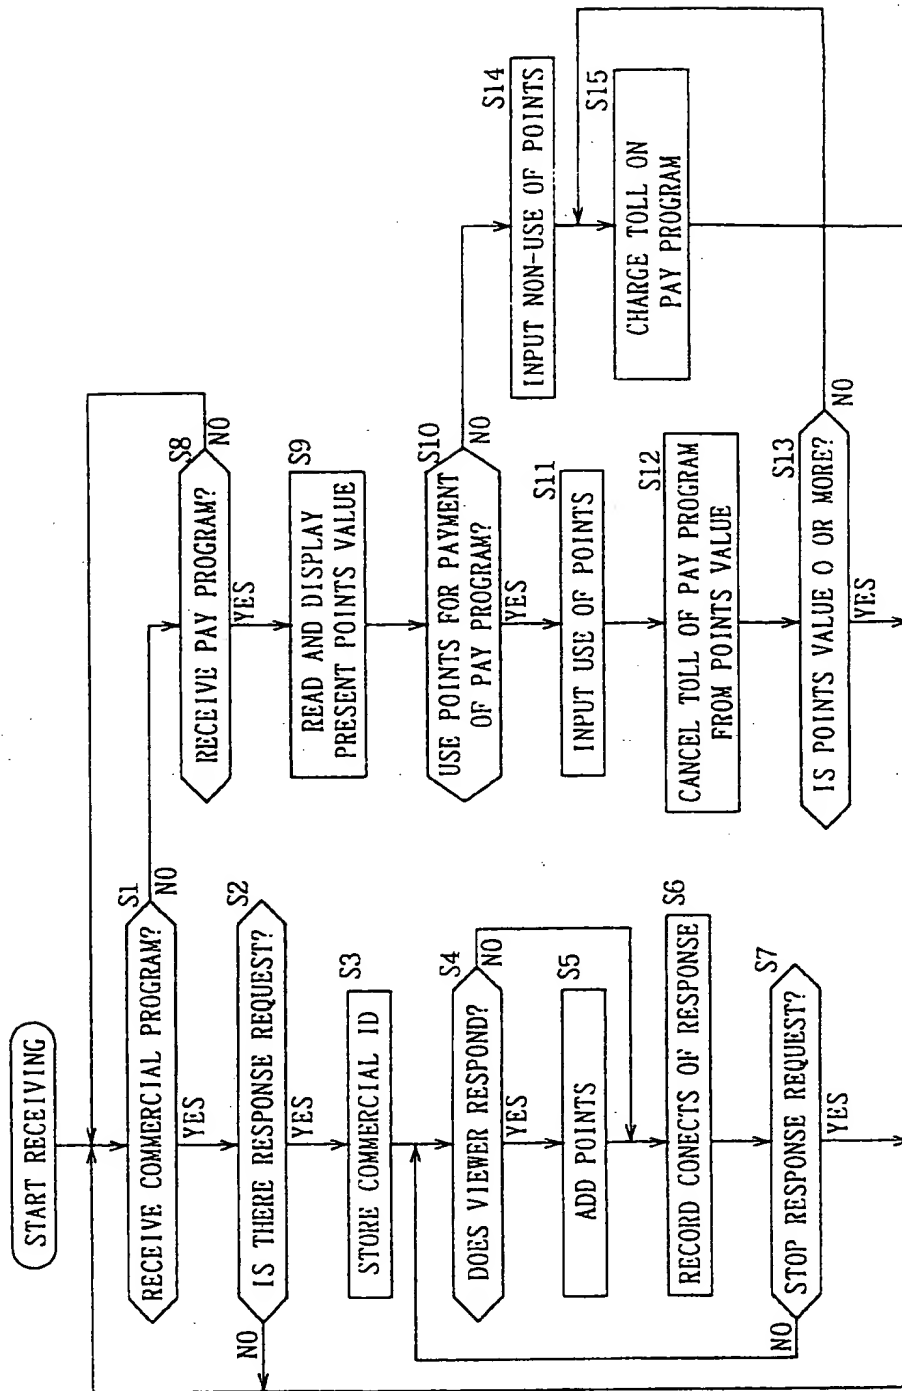 START RECEIVING
S1
RECEIVE COMMERCIAL PROGRAM?
NO
YES
S2
IS THERE RESPONSE REQUEST?
NO
YES
S3
STORE COMMERCIAL ID
S4
DOES VIEWER RESPOND?
NO
YES
S5
ADD POINTS
S6
RECORD CONECTS OF RESPONSE
S7
STOP RESPONSE REQUEST?
NO
YES
S8
RECEIVE PAY PROGRAM?
NO
YES
S9
READ AND DISPLAY
PRESENT POINTS VALUE
S10
USE POINTS FOR PAYMENT
OF PAY PROGRAM?
NO
YES
S11
INPUT USE OF POINTS
S12
CANCEL TOLL OF PAY PROGRAM
FROM POINTS VALUE
S13
IS POINTS VALUE 0 OR MORE?
NO
YES
S14
INPUT NON-USE OF POINTS
S15
CHARGE TOLL ON
PAY PROGRAM